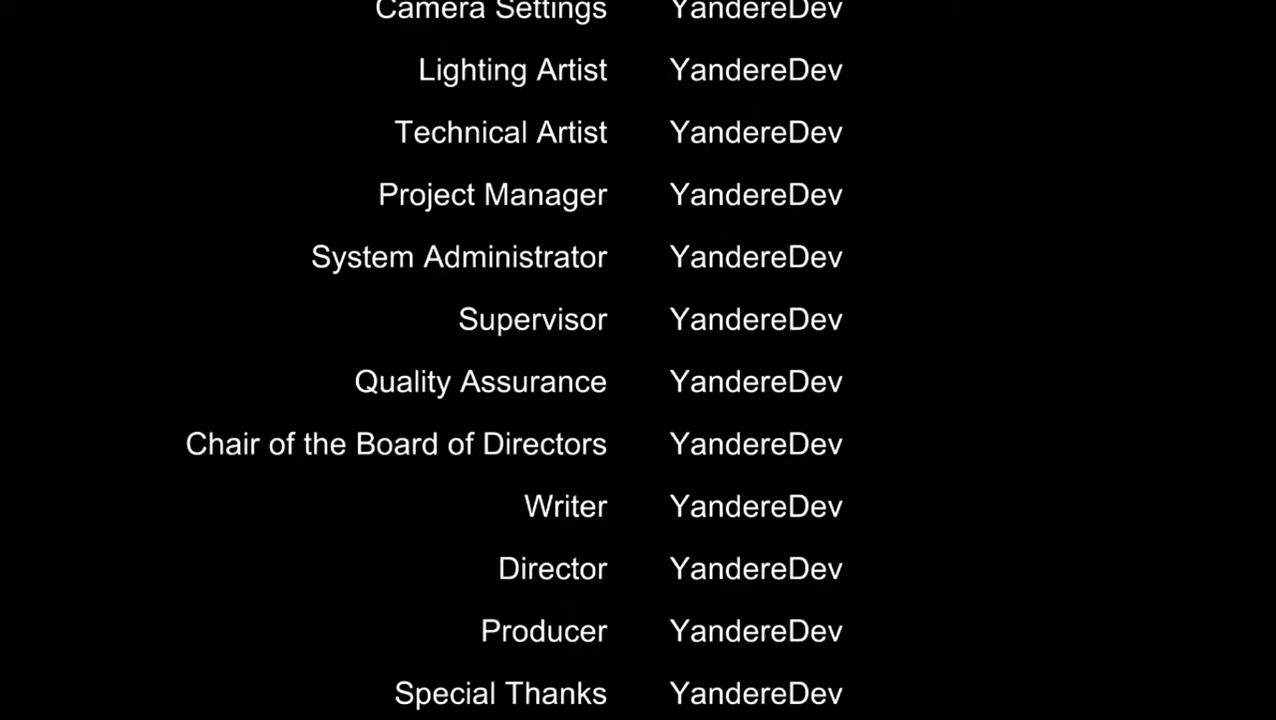 Camera Settings YandereDev
Lighting Artist YandereDev
Technical Artist YandereDev
Project Manager YandereDev
System Administrator YandereDev
Supervisor YandereDev
Quality Assurance YandereDev
Chair of the Board of Directors YandereDev
Writer YandereDev
Director YandereDev
Producer YandereDev
Special Thanks YandereDev